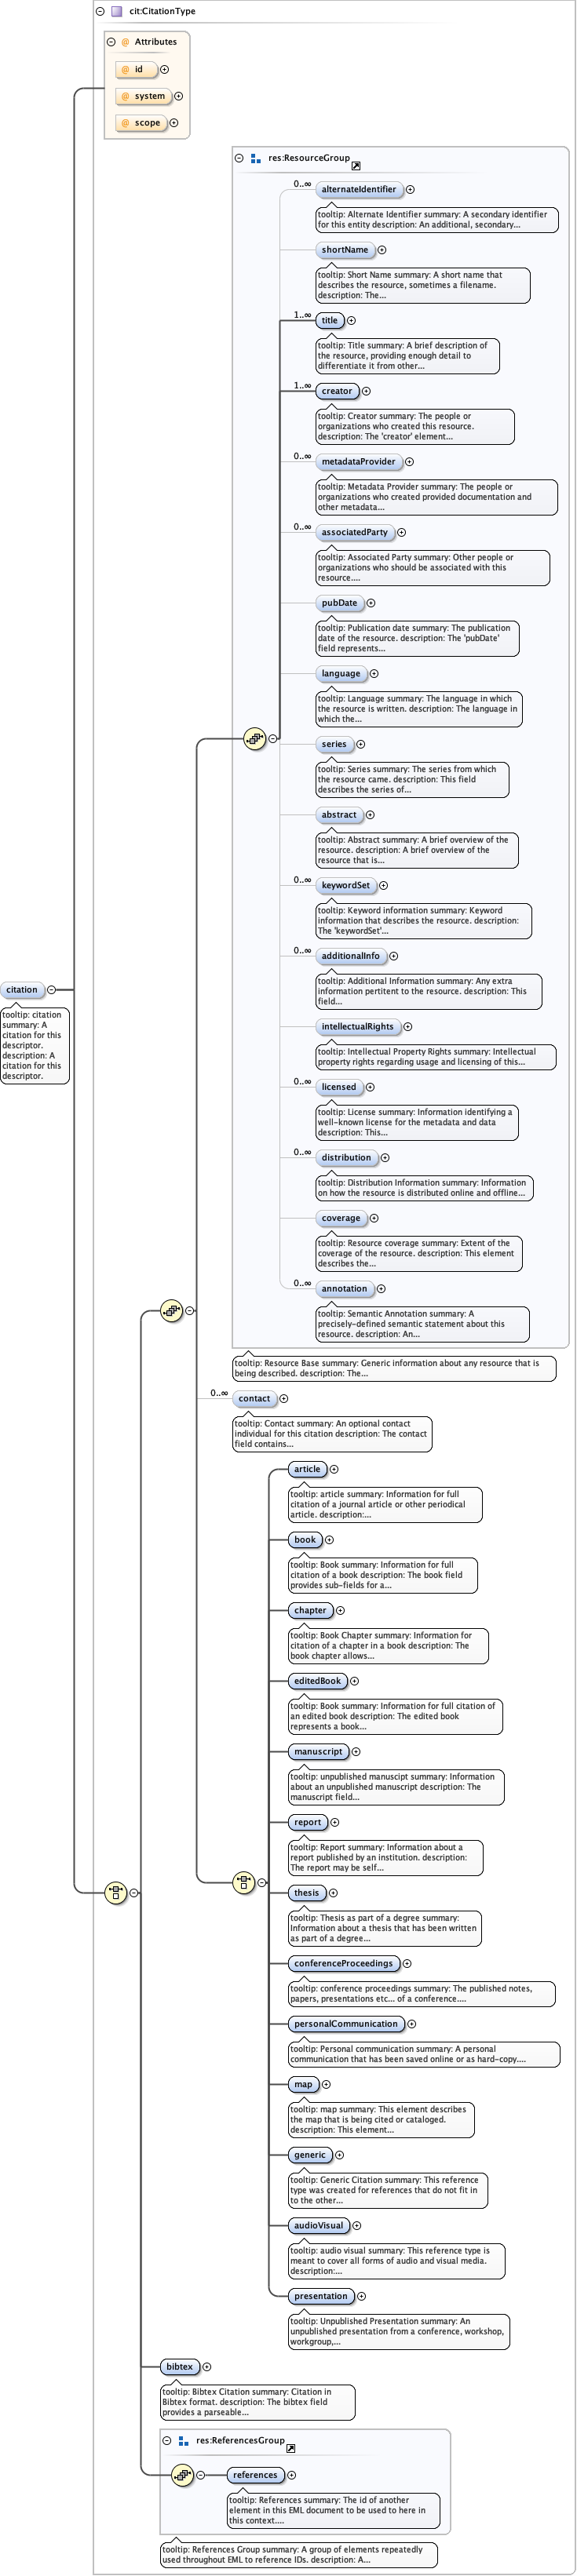 cit:CitationType
Attributes
@ id
@ system
@ scope
res:ResourceGroup
0..∞
alternateIdentifier
tooltip: Alternate Identifier summary: A secondary identifier
for this entity description: An additional, secondary...
shortName
tooltip: Short Name summary: A short name that
describes the resource, sometimes a filename.
description: The...
1..∞
title
tooltip: Title summary: A brief description of
the resource, providing enough detail to
differentiate it from other...
1..∞
creator
tooltip: Creator summary: The people or
organizations who created this resource.
description: The 'creator' element...
0..∞
metadataProvider
tooltip: Metadata Provider summary: The people or
organizations who created provided documentation and
other metadata...
0..∞
associatedParty
tooltip: Associated Party summary: Other people or
organizations who should be associated with this
resource....
pubDate
tooltip: Publication date summary: The publication
date of the resource. description: The 'pubDate'
field represents...
language
tooltip: Language summary: The language in which
the resource is written. description: The language in
which the...
series
tooltip: Series summary: The series from which
the resource came. description: This field
describes the series of...
abstract
tooltip: Abstract summary: A brief overview of the
resource. description: A brief overview of the
resource that is...
0..∞
keywordSet
tooltip: Keyword information summary: Keyword
information that describes the resource. description:
The 'keywordSet'...
0..∞
additionalInfo
tooltip: Additional Information summary: Any extra
information pertitent to the resource. description: This
field...
intellectualRights
tooltip: Intellectual Property Rights summary: Intellectual
property rights regarding usage and licensing of this...
0..∞
licensed
tooltip: License summary: Information identifying a
well-known license for the metadata and data
description: This...
0..∞
distribution
tooltip: Distribution Information summary: Information
on how the resource is distributed online and offline...
coverage
tooltip: Resource coverage summary: Extent of the
coverage of the resource. description: This element
describes the...
0..∞
annotation
tooltip: Semantic Annotation summary: A
precisely-defined semantic statement about this
resource. description: An...
tooltip: Resource Base summary: Generic information about any resource that is
being described. description: The...
citation
tooltip: citation
summary: A
citation for this
descriptor.
description: A
citation for this
descriptor.
0..∞
contact
tooltip: Contact summary: An optional contact
individual for this citation description: The contact
field contains...
article
tooltip: article summary: Information for full
citation of a journal article or other periodical
article. description:...
book
tooltip: Book summary: Information for full
citation of a book description: The book field
provides sub-fields for a...
chapter
tooltip: Book Chapter summary: Information for
citation of a chapter in a book description: The
book chapter allows...
editedBook
tooltip: Book summary: Information for full citation of
an edited book description: The edited book
represents a book...
manuscript
tooltip: unpublished manuscipt summary: Information
about an unpublished manuscript description: The
manuscript field...
report
tooltip: Report summary: Information about a
report published by an institution. description:
The report may be self...
thesis
tooltip: Thesis as part of a degree summary:
Information about a thesis that has been written
as part of a degree...
conferenceProceedings
tooltip: conference proceedings summary: The published notes,
papers, presentations etc... of a conference....
personalCommunication
tooltip: Personal communication summary: A personal
communication that has been saved online or as hard-copy....
map
tooltip: map summary: This element describes
the map that is being cited or cataloged.
description: This element...
generic
tooltip: Generic Citation summary: This reference
type was created for references that do not fit in
to the other...
audioVisual
tooltip: audio visual summary: This reference type is
meant to cover all forms of audio and visual media.
description:...
presentation
tooltip: Unpublished Presentation summary: An
unpublished presentation from a conference, workshop,
workgroup,...
bibtex
tooltip: Bibtex Citation summary: Citation in
Bibtex format. description: The bibtex field
provides a parseable...
res:ReferencesGroup
references
tooltip: References summary: The id of another
element in this EML document to be used to here in
this context....
tooltip: References Group summary: A group of elements repeatedly
used throughout EML to reference IDs. description: A...